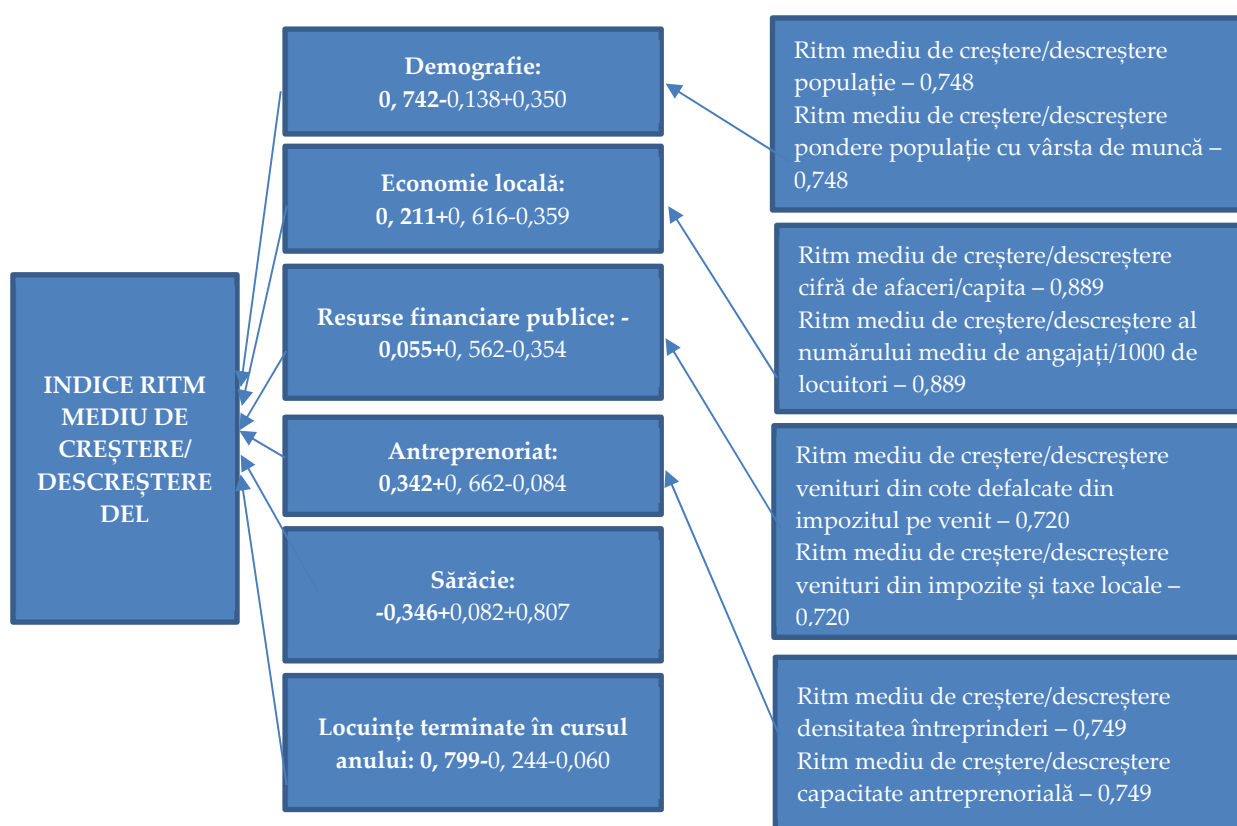 INDICE RITM
MEDIU DE
CREȘTERE/
DESCREȘTERE
DEL
Demografie:
0, 742-0,138+0,350
Economie locală:
0, 211+0, 616-0,359
Resurse financiare publice: -
0,055+0, 562-0,354
Antreprenoriat:
0,342+0, 662-0,084
Sărăcie:
-0,346+0,082+0,807
Locuințe terminate în cursul
anului: 0, 799-0, 244-0,060
Ritm mediu de creștere/descreștere
populație – 0,748
Ritm mediu de creștere/descreștere
pondere populație cu vârsta de muncă –
0,748
Ritm mediu de creștere/descreștere
cifră de afaceri/capita – 0,889
Ritm mediu de creștere/descreștere al
numărului mediu de angajați/1000 de
locuitori – 0,889
Ritm mediu de creștere/descreștere
venituri din cote defalcate din
impozitul pe venit – 0,720
Ritm mediu de creștere/descreștere
venituri din impozite și taxe locale –
0,720
Ritm mediu de creștere/descreștere
densitatea întreprinderi – 0,749
Ritm mediu de creștere/descreștere
capacitate antreprenorială – 0,749